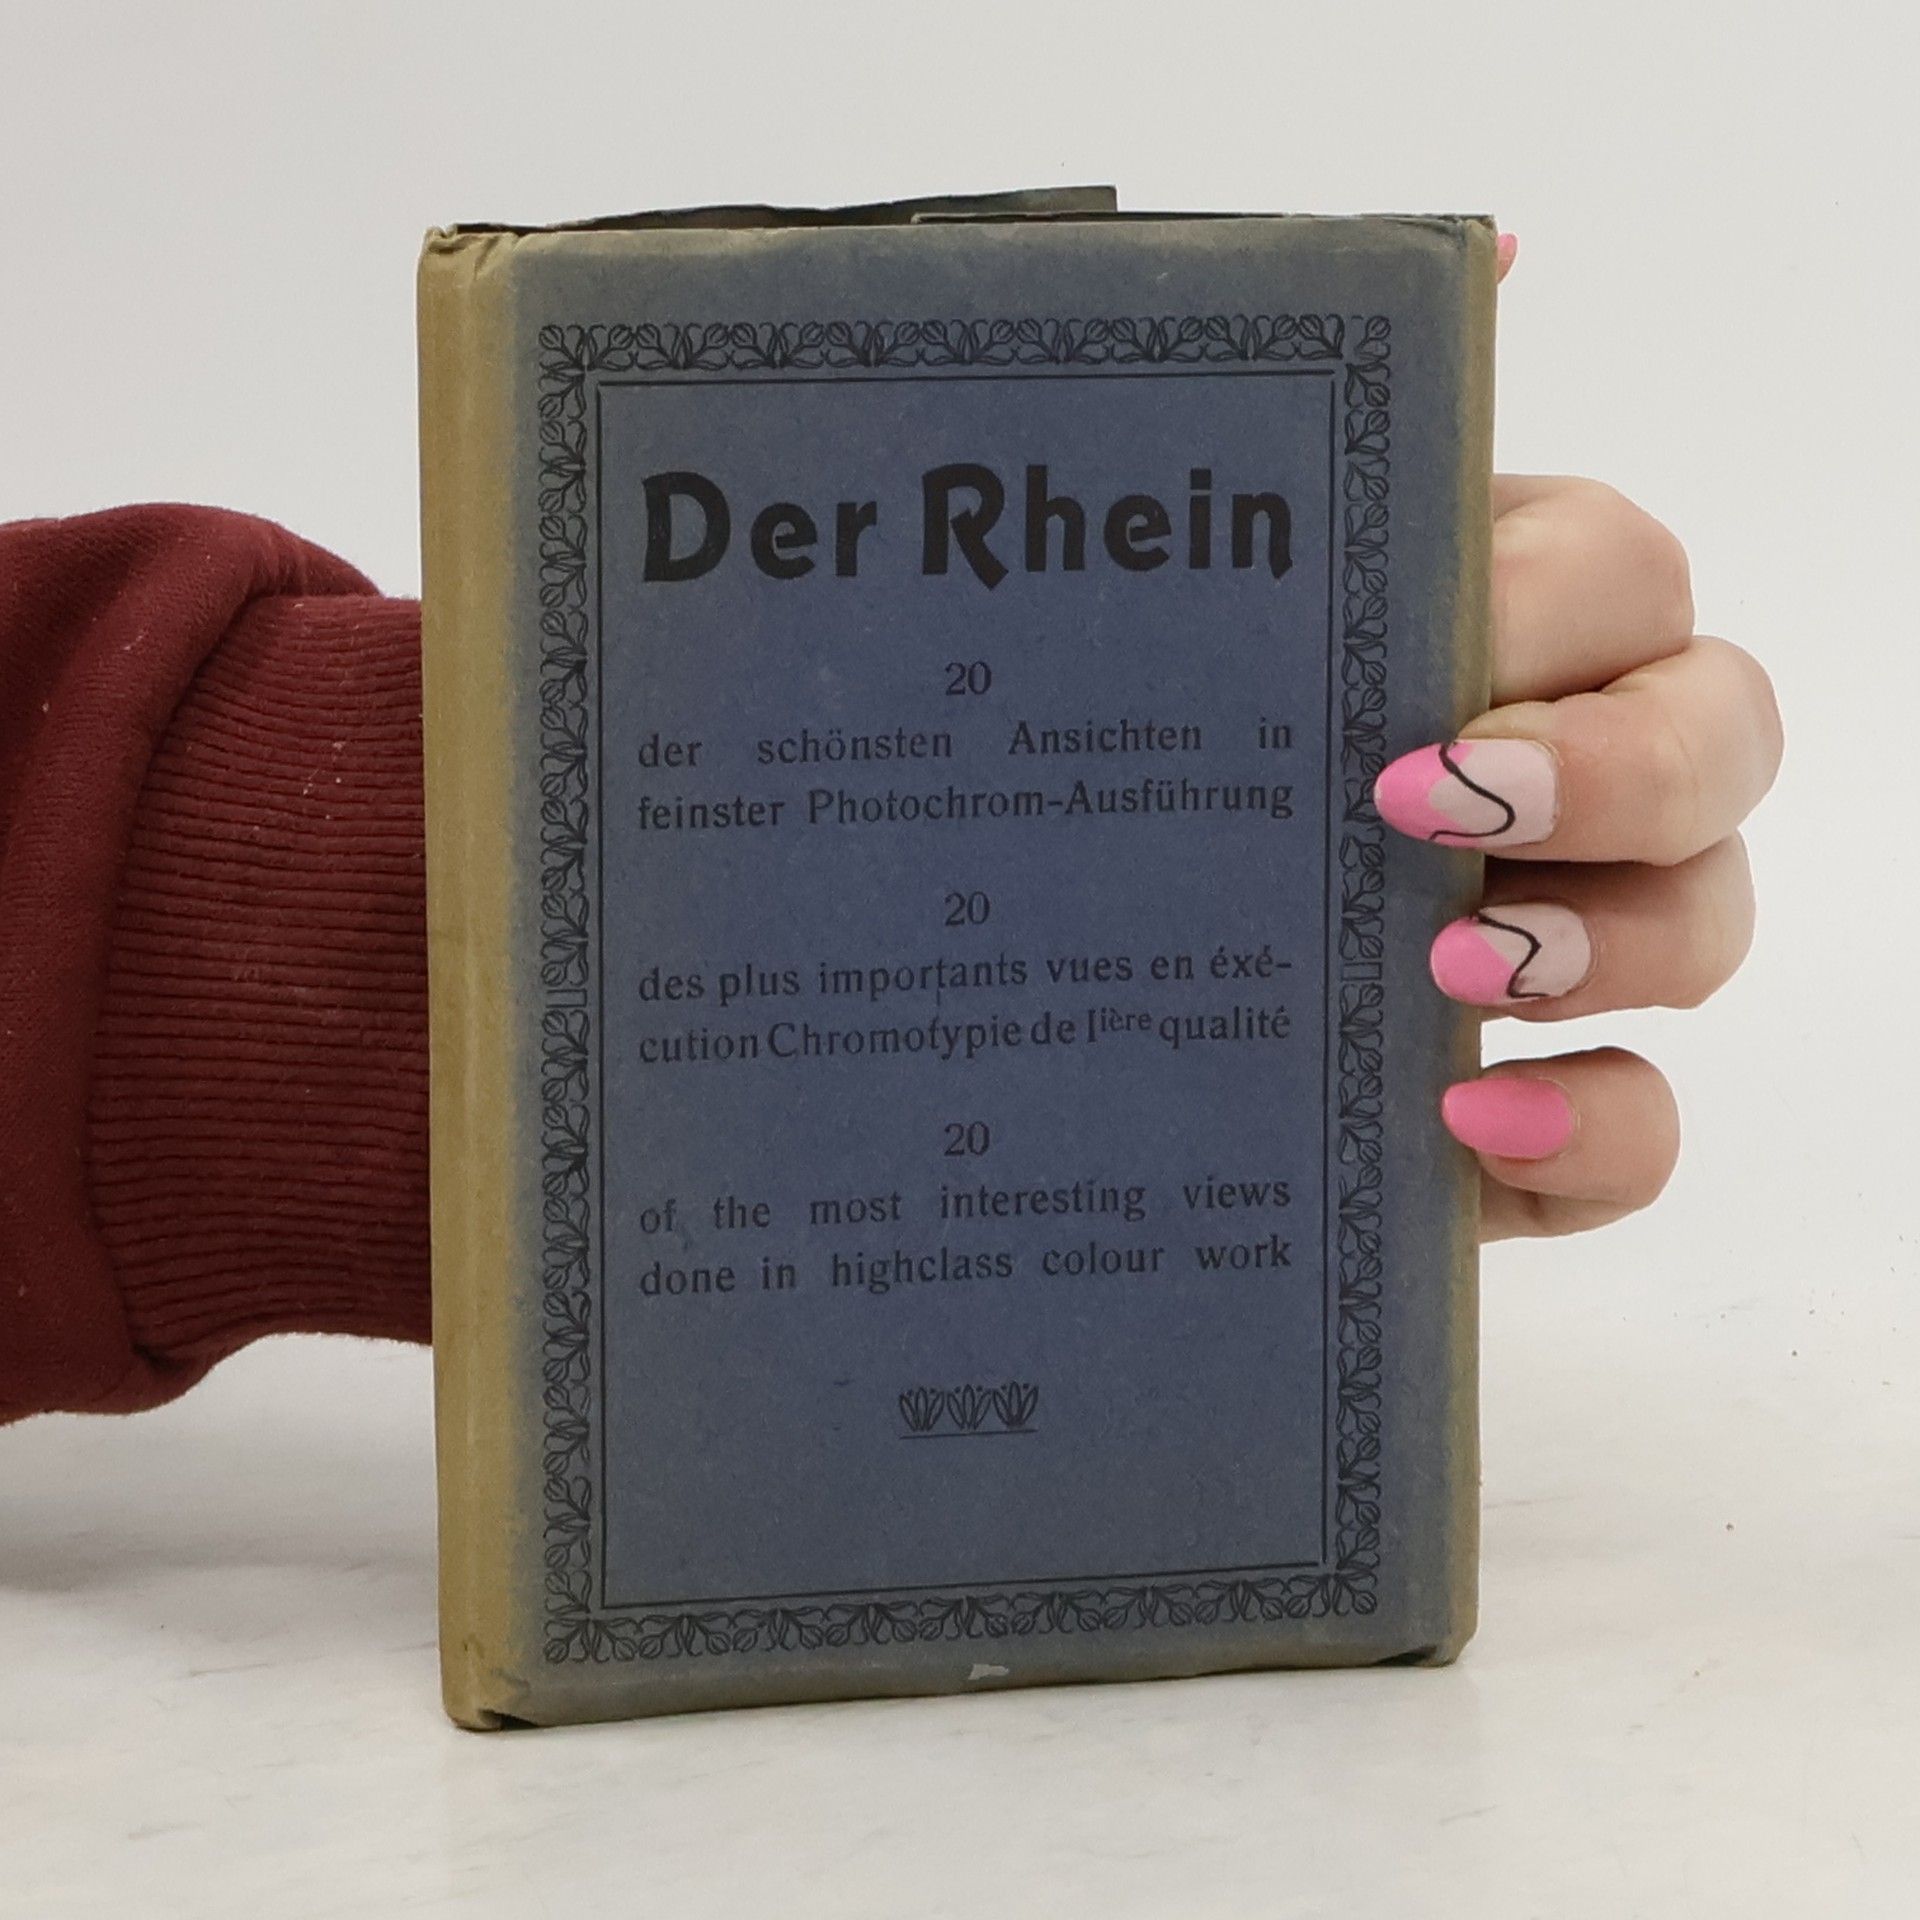 Der Rhein
20
der schönsten Ansichten in
feinster Photochrom-Ausführung
20
des plus importants vues en éxé-
cution Chromotypie de Iière qualité
20
of the most interesting views
done in highclass colour work